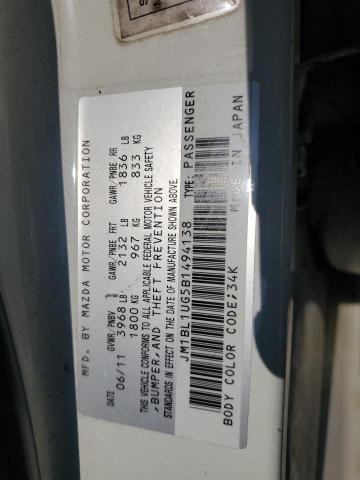 MFD. BY MAZDA MOTOR CORPORATION
DATE GVWR/PNBV GAWR/PNBE FRT GAWR/PNBE RR
06/11 3968 LB 2132 LB 1836 LB
1800 KG 967 KG 833 KG
THIS VEHICLE CONFORMS TO ALL APPLICABLE FEDERAL MOTOR VEHICLE SAFETY
,BUMPER,AND THEFT PREVENTION
STANDARDS IN EFFECT ON THE DATE OF MANUFACTURE SHOWN ABOVE.
JM1BL1UG5B1494138 TYPE: PASSENGER
MADE IN JAPAN
BODY COLOR CODE;34K